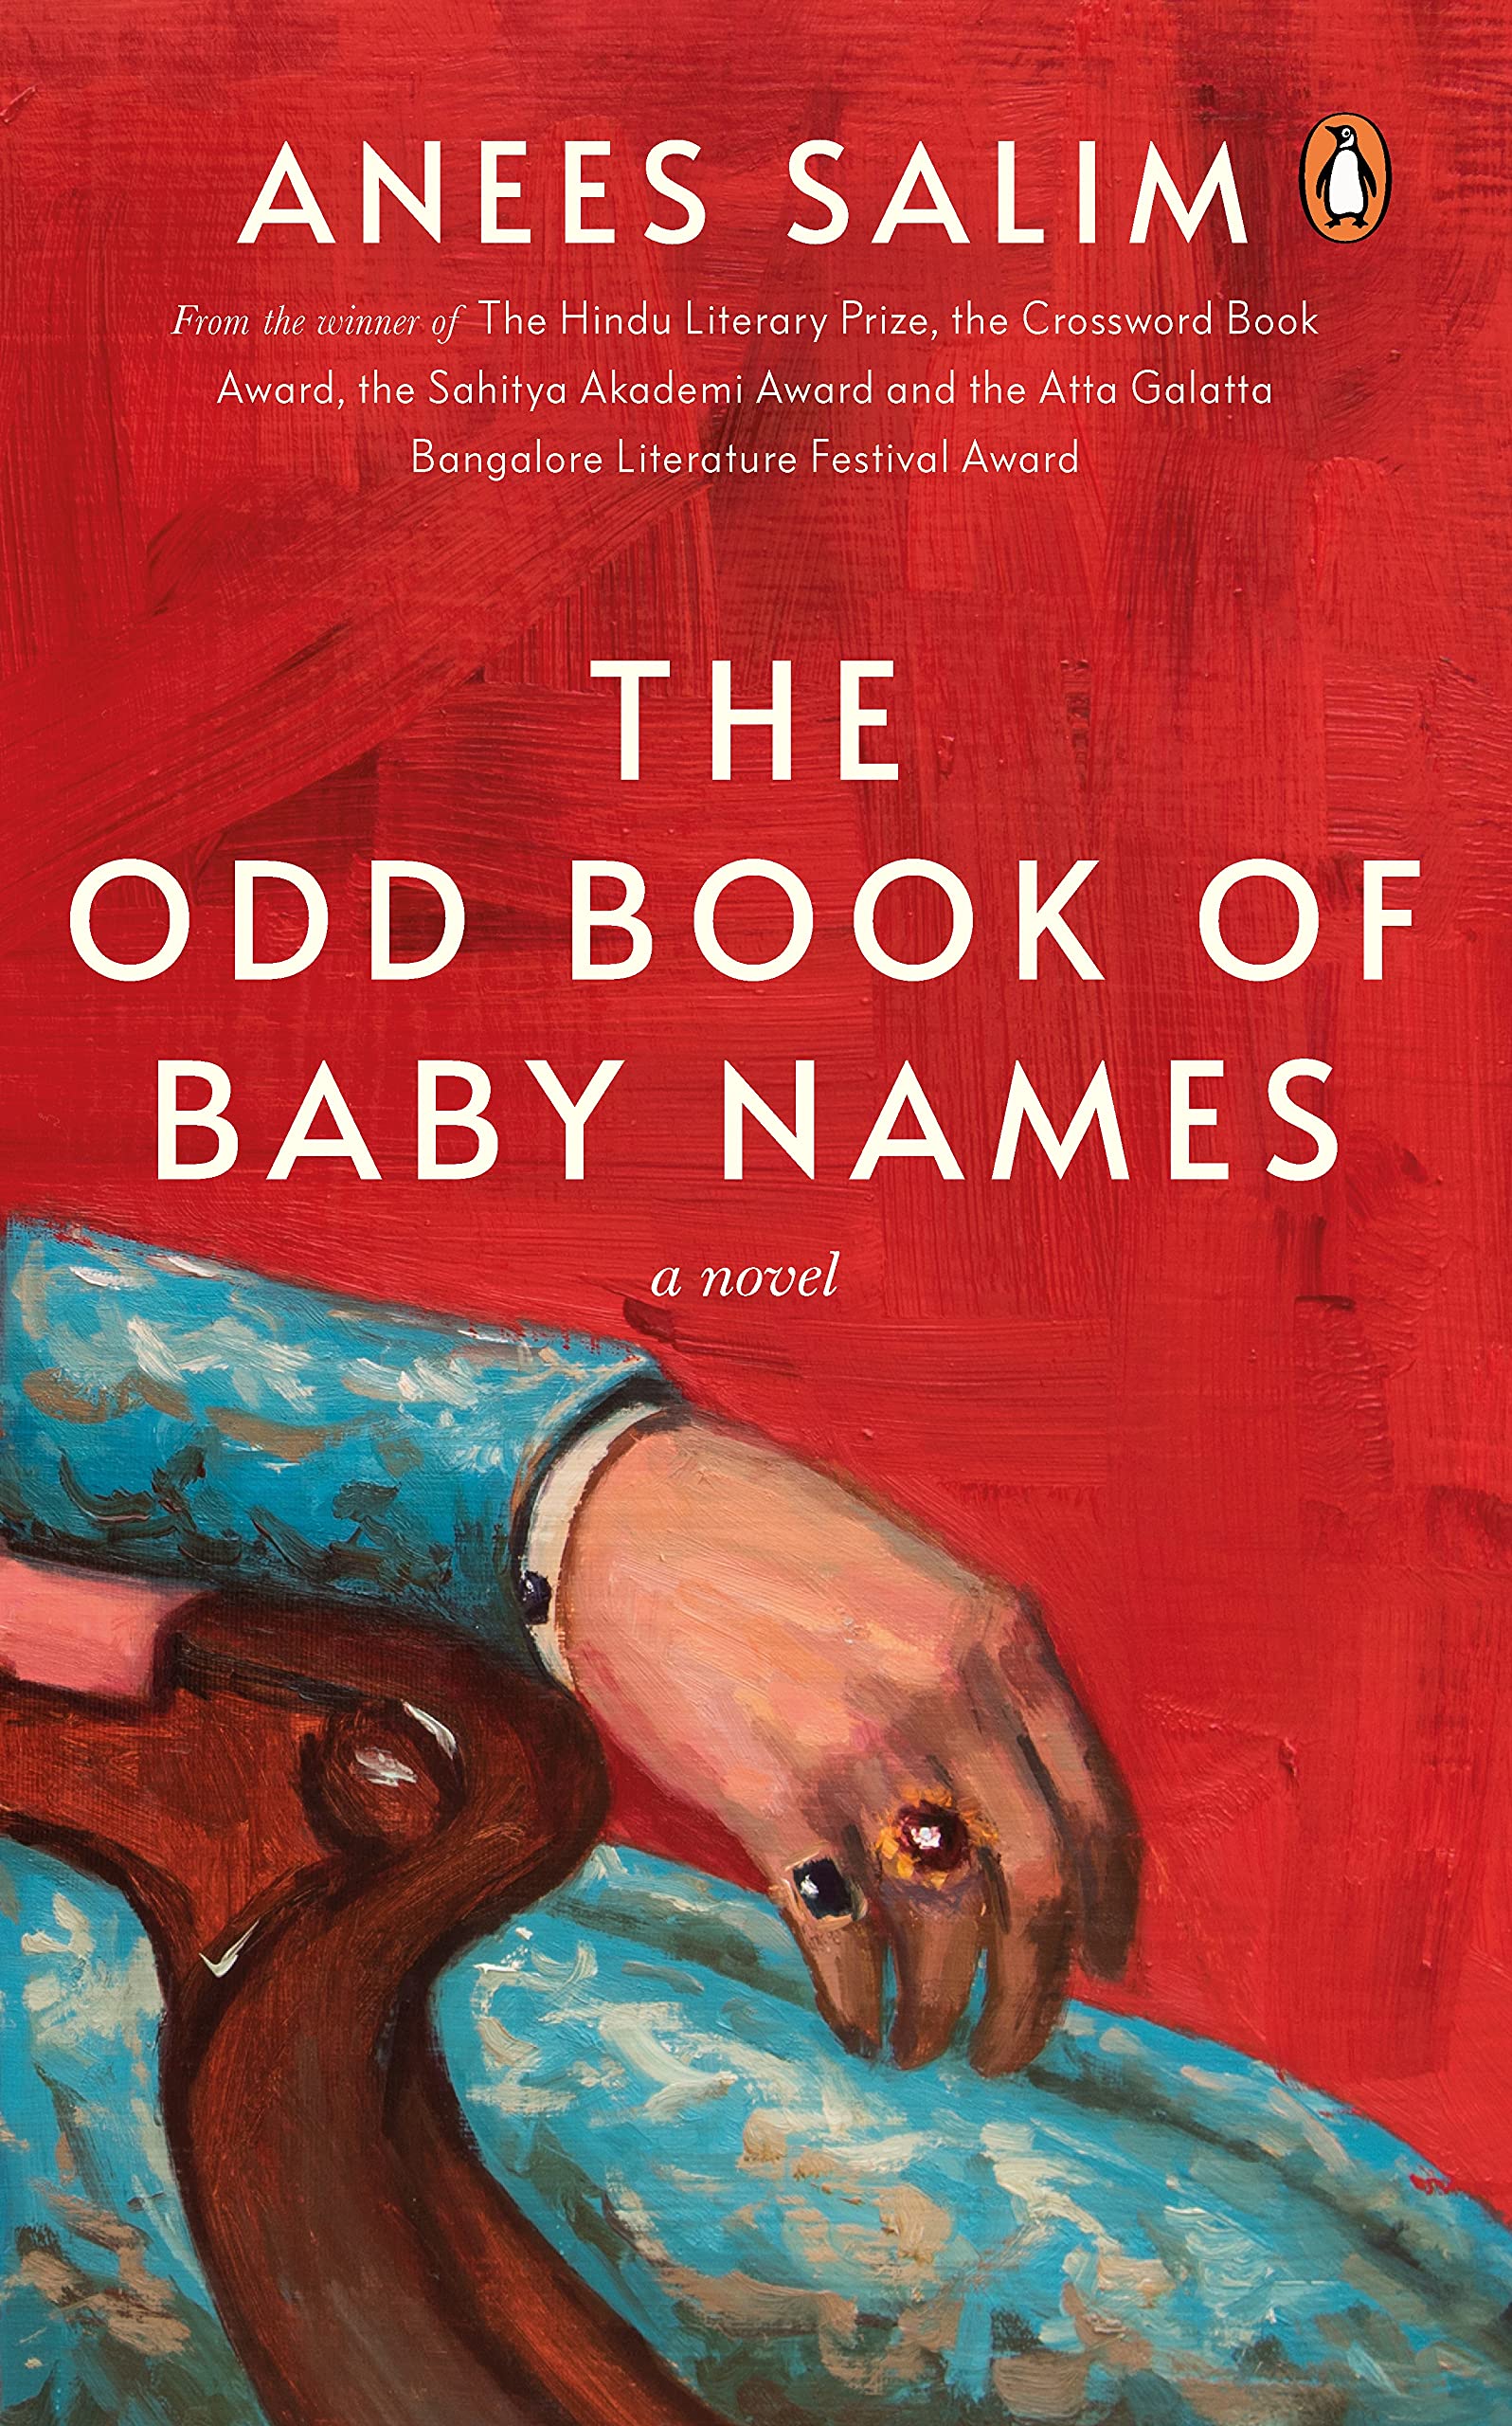 ANEES SALIM
From the winner of The Hindu Literary Prize, the Crossword Book
Award, the Sahitya Akademi Award and the Atta Galatta
Bangalore Literature Festival Award
THE
ODD BOOK OF
BABY NAMES
a novel